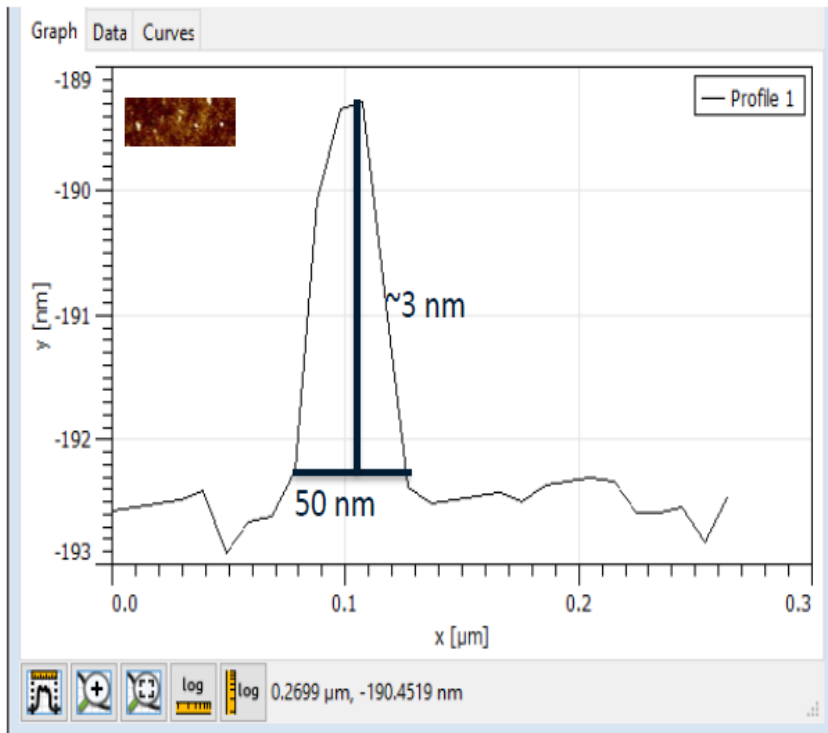 Graph Data Curves
-189
Profile 1
-190
y [nm]
-191
~3 nm
-192
50 nm
-193
0.0 0.1 0.2 0.3
x [µm]
log log 0.2699 µm, -190.4519 nm